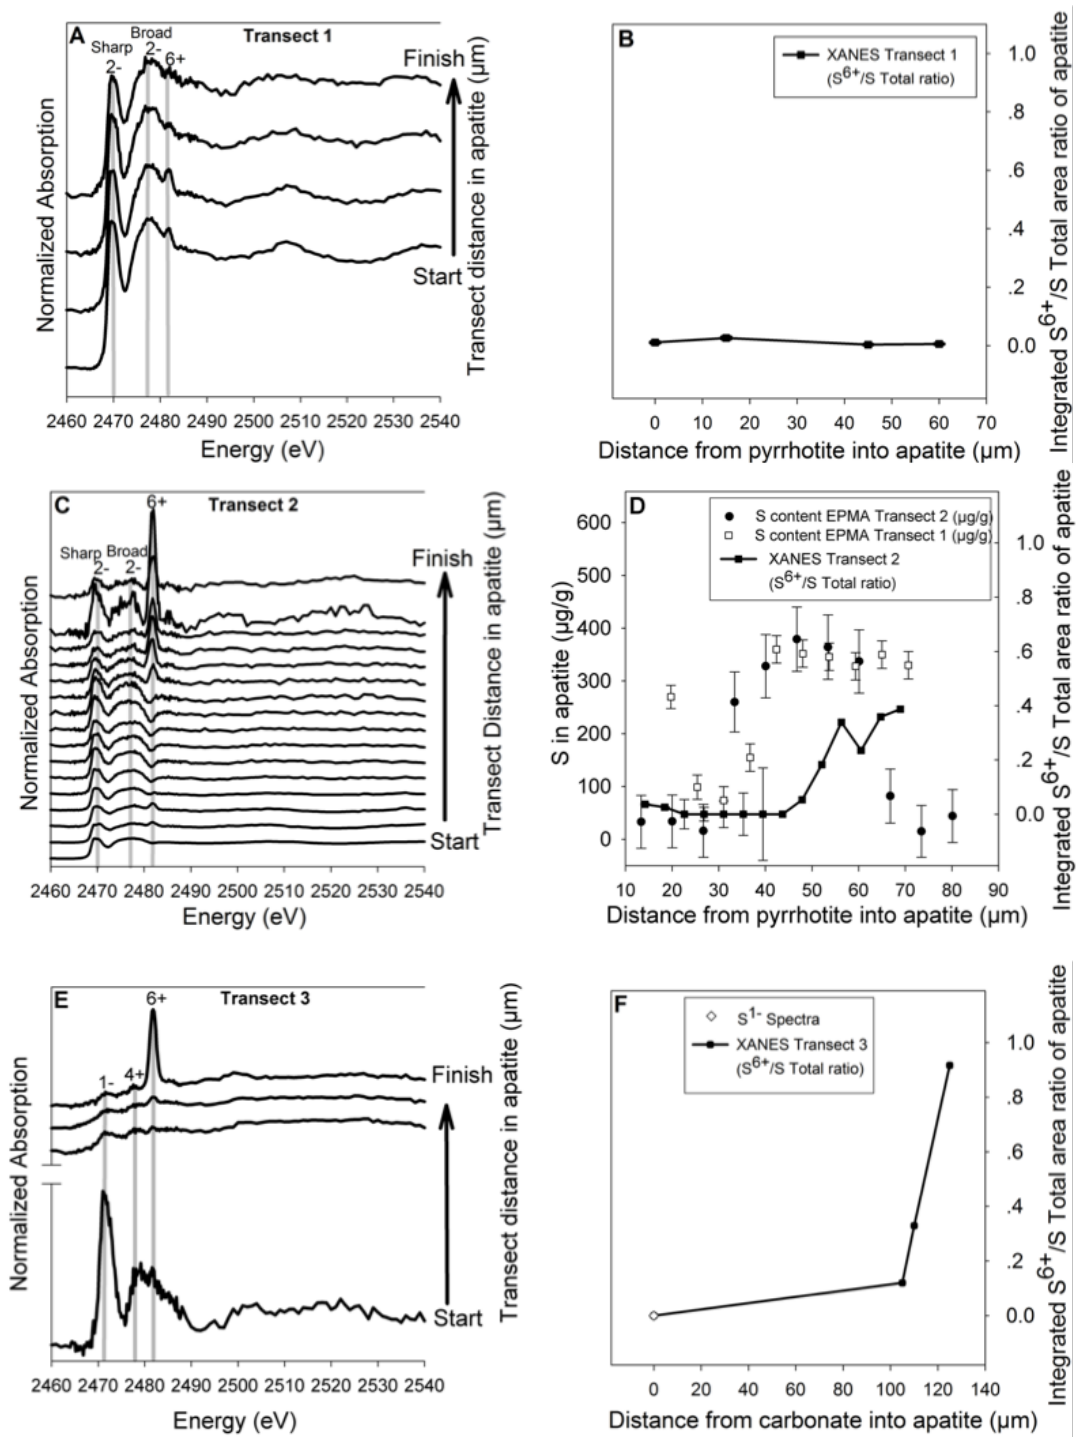 A
Transect 1
Sharp
2-
Broad
2-
6+
Finish
Start
Normalized Absorption
Transect distance in apatite (µm)
2460 2470 2480 2490 2500 2510 2520 2530 2540
Energy (eV)
B
XANES Transect 1
(S6+/S Total ratio)
1.0
.8
.6
.4
.2
0.0
Integrated S6+/S Total area ratio of apatite
0 10 20 30 40 50 60 70
Distance from pyrrhotite into apatite (µm)
C
Transect 2
6+
Sharp
2-
Broad
2-
Finish
Start
Normalized Absorption
Transect Distance in apatite (µm)
2460 2470 2480 2490 2500 2510 2520 2530 2540
Energy (eV)
D
S content EPMA Transect 2 (µg/g)
S content EPMA Transect 1 (µg/g)
XANES Transect 2
(S6+/S Total ratio)
600
500
400
300
200
100
0
S in apatite (µg/g)
1.0
.8
.6
.4
.2
0.0
Integrated S6+/S Total area ratio of apatite
10 20 30 40 50 60 70 80 90
Distance from pyrrhotite into apatite (µm)
E
Transect 3
6+
1-
4+
Finish
Start
Normalized Absorption
Transect distance in apatite (µm)
2460 2470 2480 2490 2500 2510 2520 2530 2540
Energy (eV)
F
S1- Spectra
XANES Transect 3
(S6+/S Total ratio)
1.0
.8
.6
.4
.2
0.0
Integrated S6+/S Total area ratio of apatite
0 20 40 60 80 100 120 140
Distance from carbonate into apatite (µm)